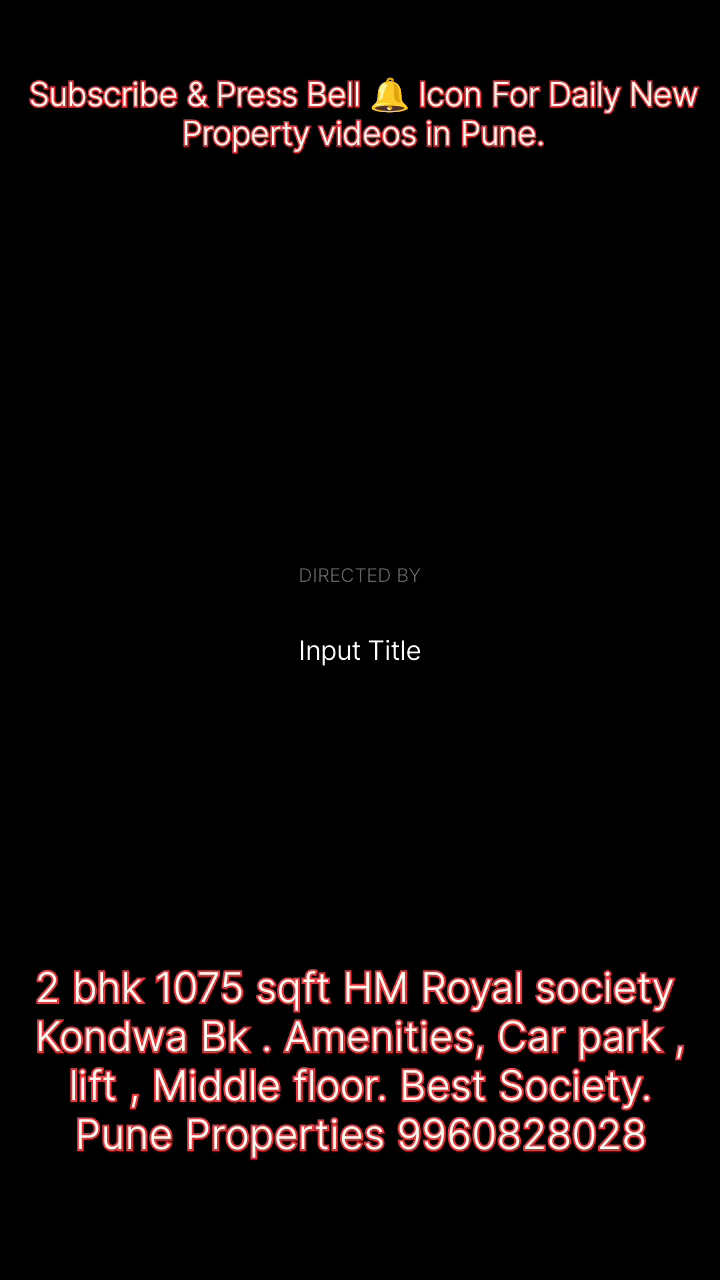 Subscribe & Press Bell 🔔 Icon For Daily New
Property videos in Pune.
DIRECTED BY
Input Title
2 bhk 1075 sqft HM Royal society
Kondwa Bk . Amenities, Car park ,
lift , Middle floor. Best Society.
Pune Properties 9960828028